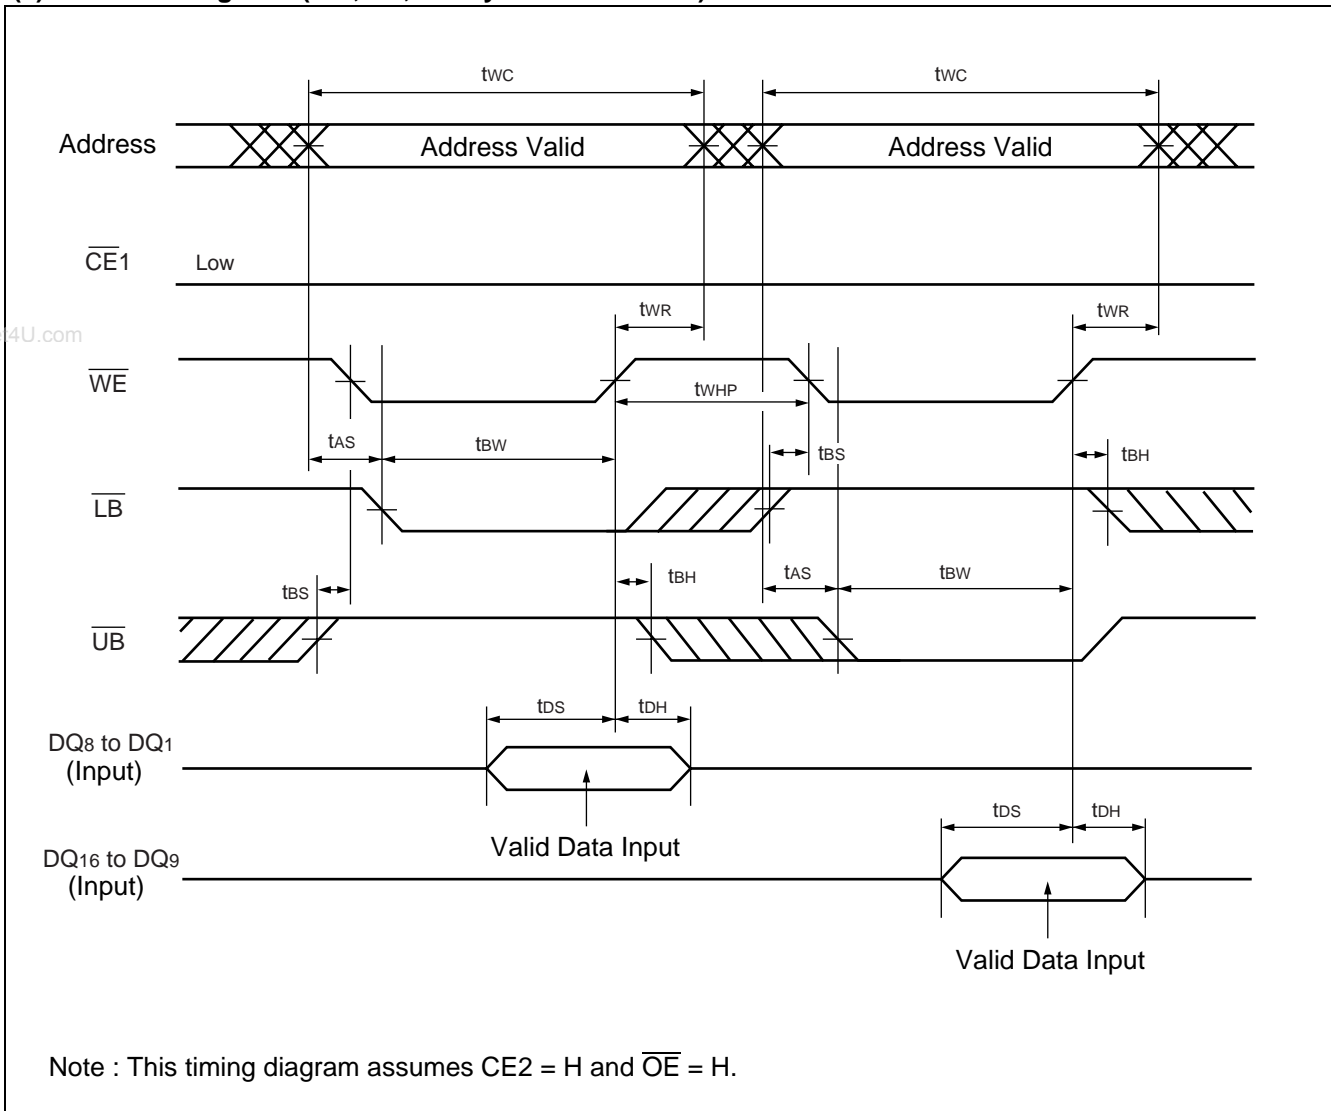 tWC tWC
Address Address Valid Address Valid
CE1 Low
tWR tWR
et4U.com
WE
tWHP
tAS tBW tBS tBH
LB
tBS tBH tAS tBW
UB
tDS tDH
DQ8 to DQ1
(Input)
tDS tDH
Valid Data Input
DQ16 to DQ9
(Input)
Valid Data Input
Note : This timing diagram assumes CE2 = H and OE = H.